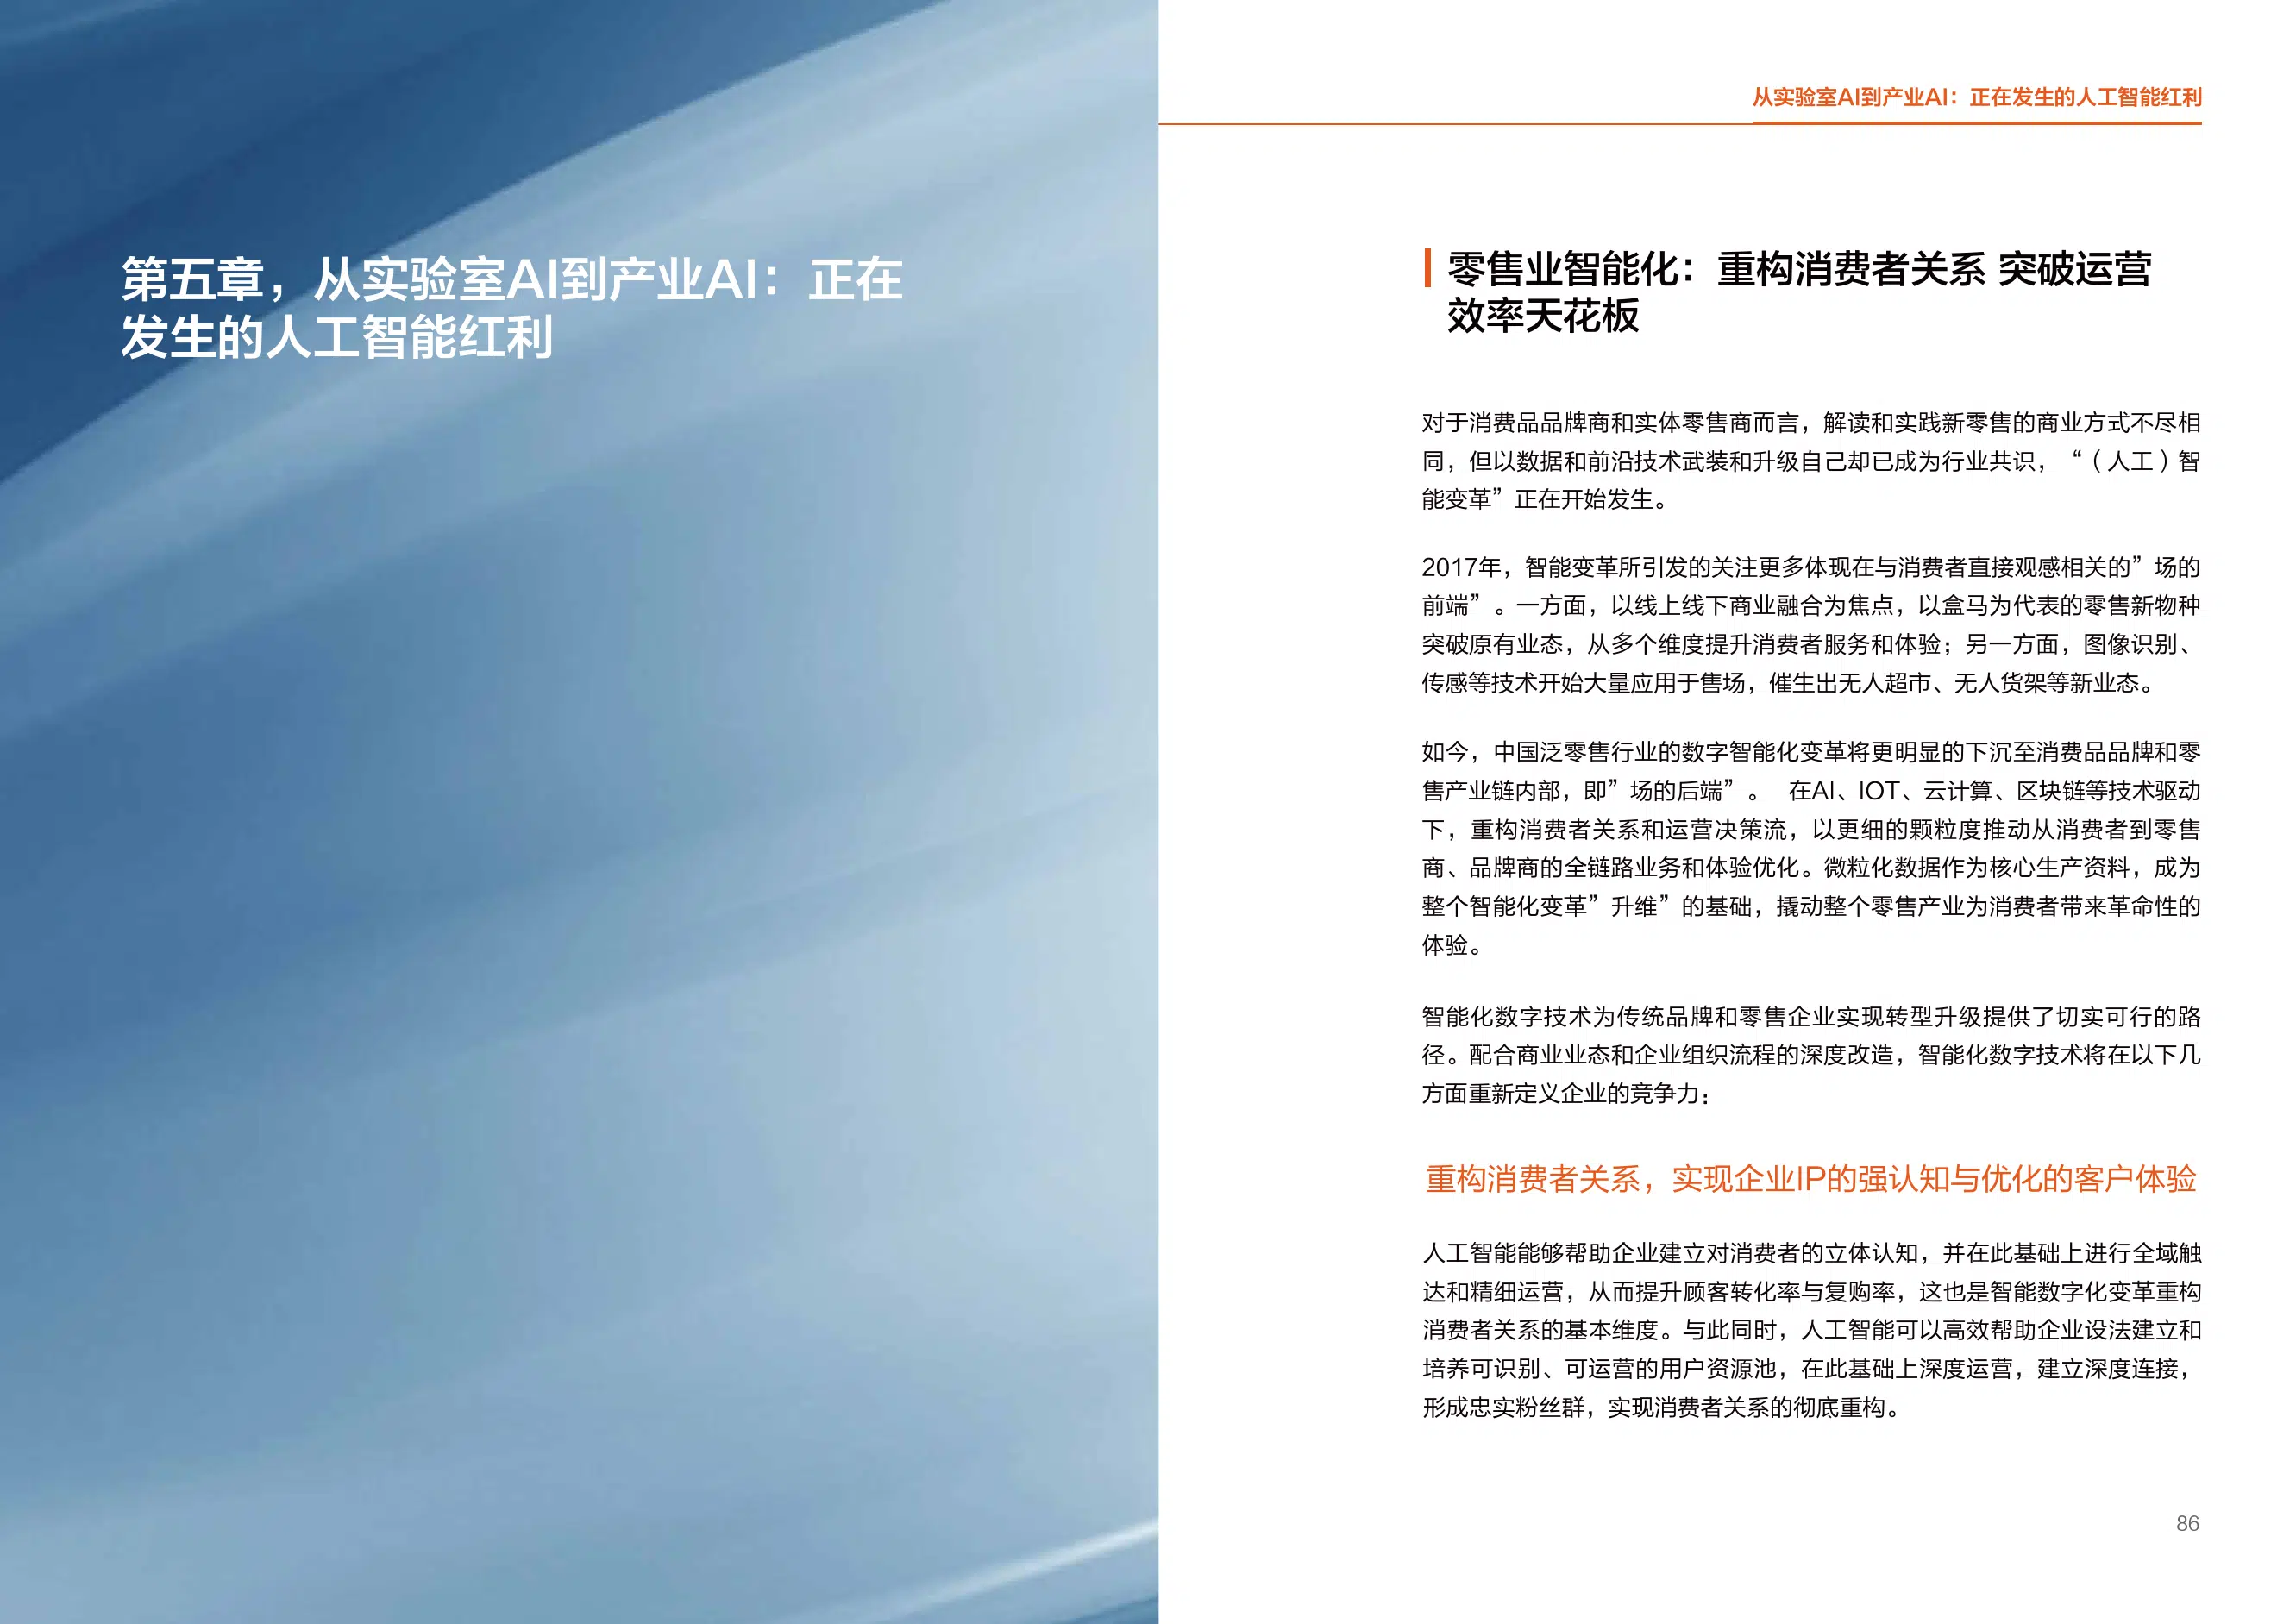 第五章，从实验室AI到产业AI：正在
发生的人工智能红利
从实验室AI到产业AI：正在发生的人工智能红利
零售业智能化：重构消费者关系 突破运营
效率天花板
对于消费品品牌商和实体零售商而言，解读和实践新零售的商业方式不尽相
同，但以数据和前沿技术武装和升级自己却已成为行业共识，“（人工）智
能变革”正在开始发生。
2017年，智能变革所引发的关注更多体现在与消费者直接观感相关的”场的
前端”。一方面，以线上线下商业融合为焦点，以盒马为代表的零售新物种
突破原有业态，从多个维度提升消费者服务和体验；另一方面，图像识别、
传感等技术开始大量应用于售场，催生出无人超市、无人货架等新业态。
如今，中国泛零售行业的数字智能化变革将更明显的下沉至消费品品牌和零
售产业链内部，即”场的后端”。 在AI、IOT、云计算、区块链等技术驱动
下，重构消费者关系和运营决策流，以更细的颗粒度推动从消费者到零售
商、品牌商的全链路业务和体验优化。微粒化数据作为核心生产资料，成为
整个智能化变革”升维”的基础，撬动整个零售产业为消费者带来革命性的
体验。
智能化数字技术为传统品牌和零售企业实现转型升级提供了切实可行的路
径。配合商业业态和企业组织流程的深度改造，智能化数字技术将在以下几
方面重新定义企业的竞争力：
重构消费者关系，实现企业IP的强认知与优化的客户体验
人工智能能够帮助企业建立对消费者的立体认知，并在此基础上进行全域触
达和精细运营，从而提升顾客转化率与复购率，这也是智能数字化变革重构
消费者关系的基本维度。与此同时，人工智能可以高效帮助企业设法建立和
培养可识别、可运营的用户资源池，在此基础上深度运营，建立深度连接，
形成忠实粉丝群，实现消费者关系的彻底重构。
86